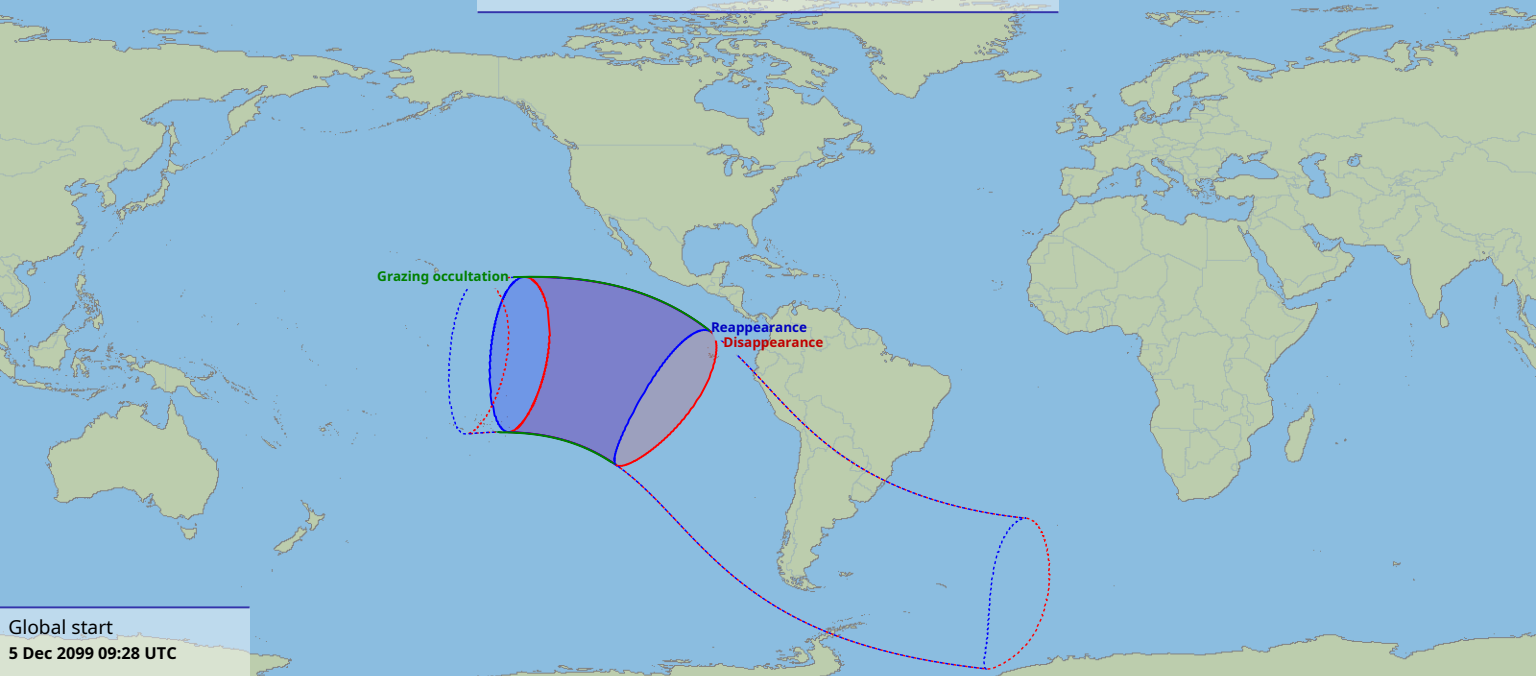 Grazing occultation
Reappearance
Disappearance
Global start
5 Dec 2099 09:28 UTC